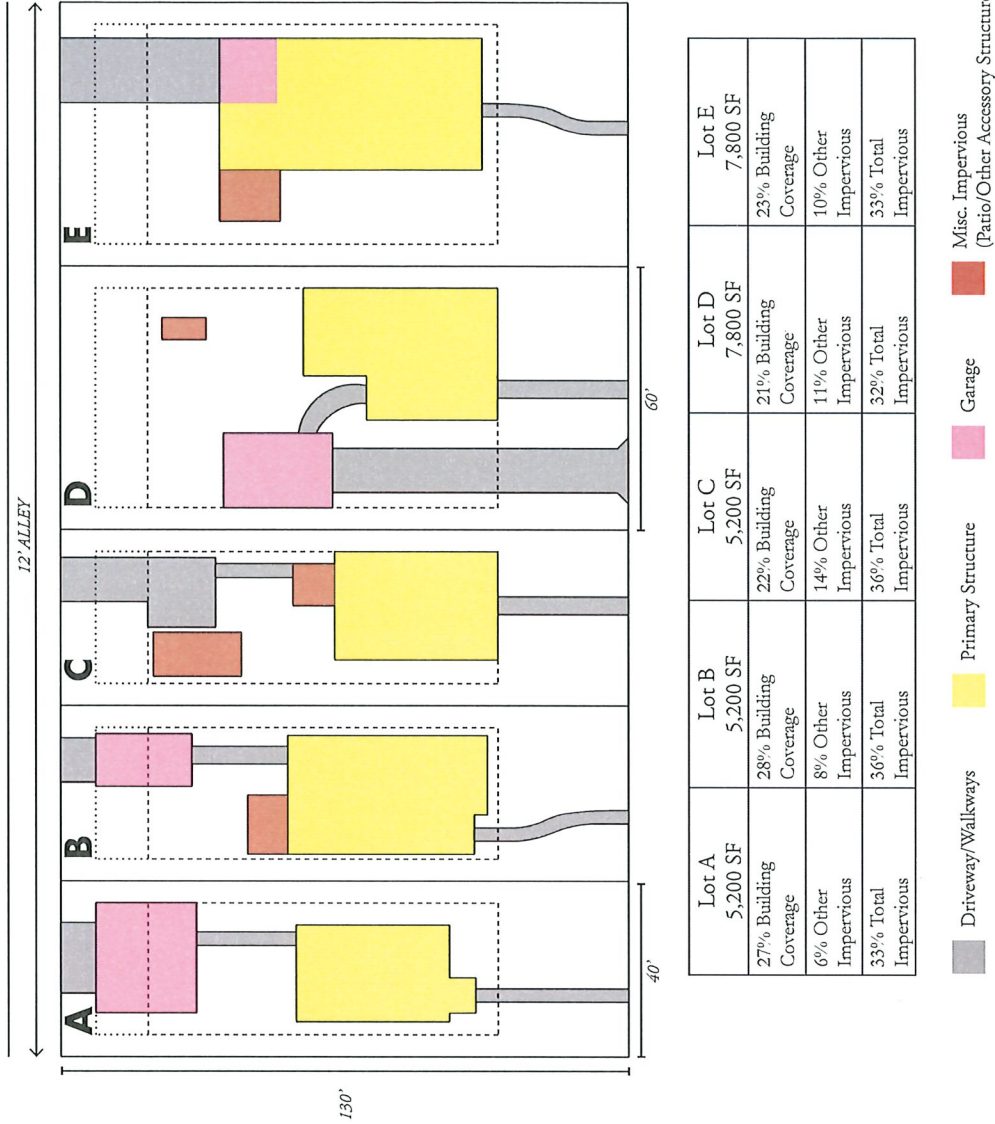 12' ALLEY
A
B
C
D
E
130'
40'
60'
Lot A
5,200 SF
Lot B
5,200 SF
Lot C
5,200 SF
Lot D
7,800 SF
Lot E
7,800 SF
27% Building
Coverage
28% Building
Coverage
22% Building
Coverage
21% Building
Coverage
23% Building
Coverage
6% Other
Impervious
8% Other
Impervious
14% Other
Impervious
11% Other
Impervious
10% Other
Impervious
33% Total
Impervious
36% Total
Impervious
36% Total
Impervious
32% Total
Impervious
33% Total
Impervious
Driveway/Walkways
Primary Structure
Garage
Misc. Impervious
(Patio/Other Accessory Structure